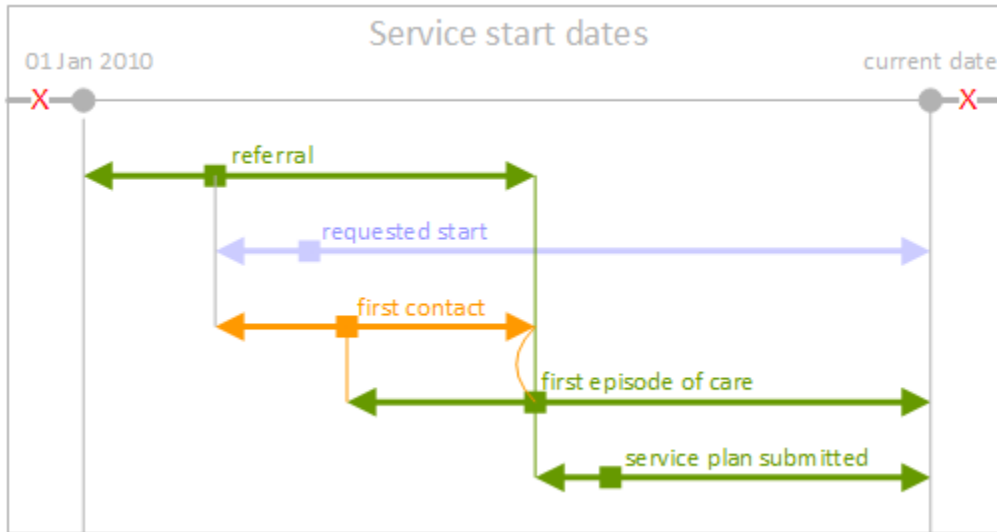 Service start dates
01 Jan 2010
current date
X
X
referral
requested start
first contact
first episode of care
service plan submitted